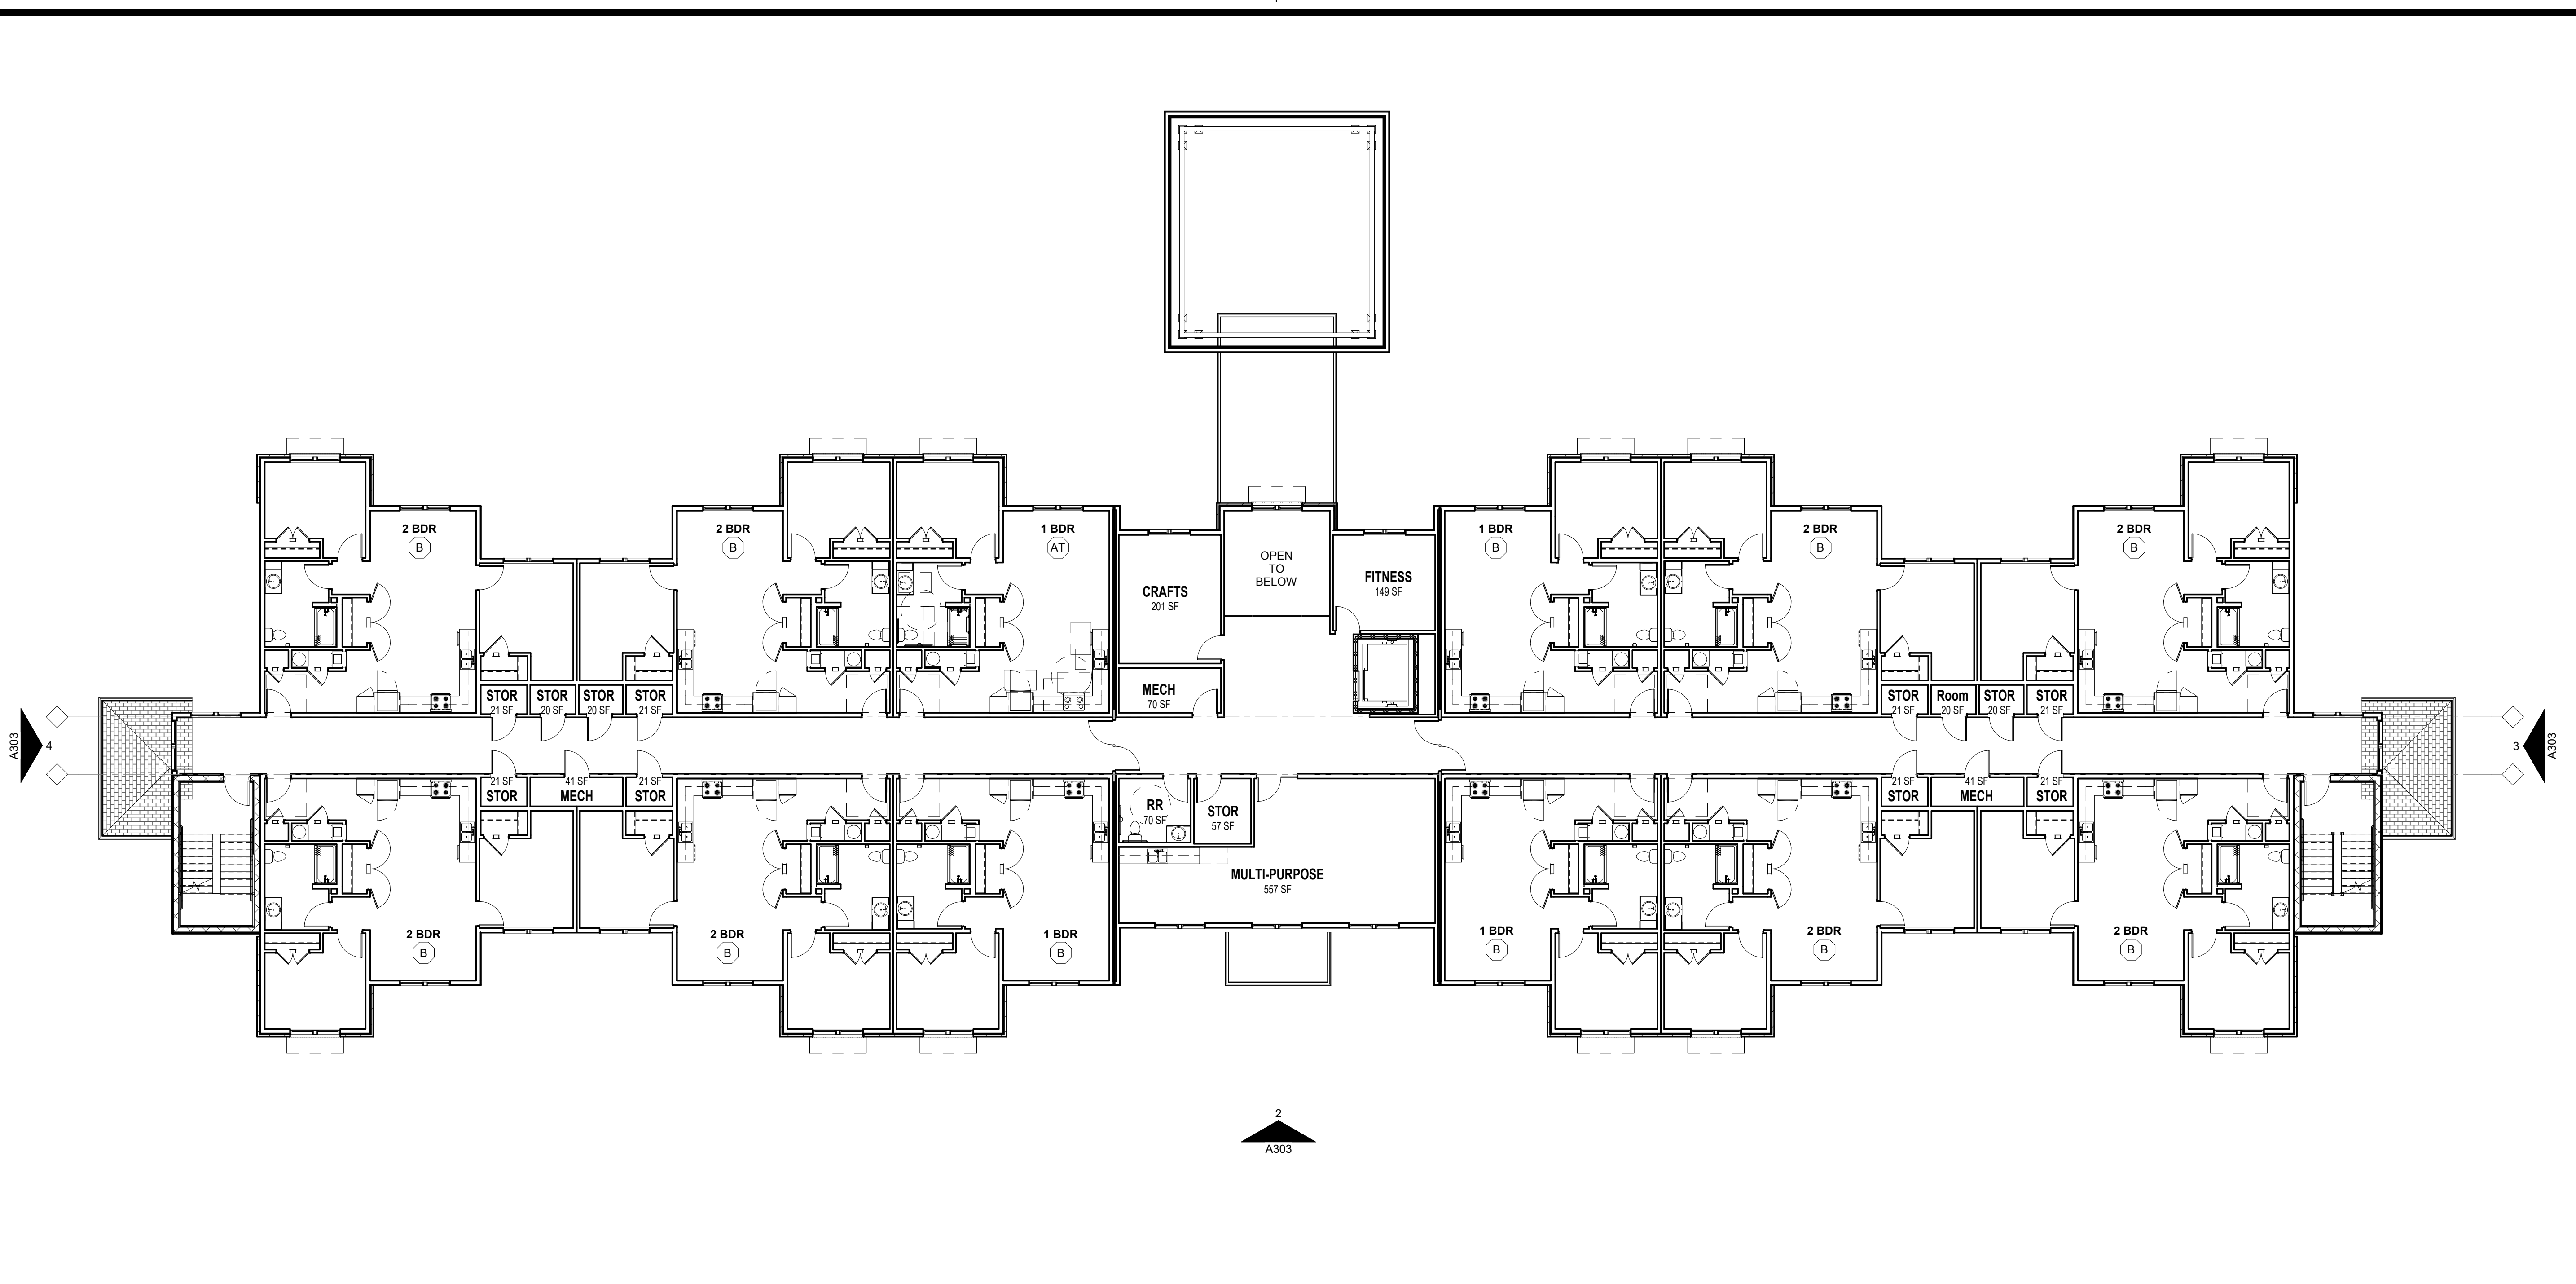 2 BDR
B
2 BDR
B
1 BDR
AT
1 BDR
B
2 BDR
B
2 BDR
B
OPEN
TO
BELOW
CRAFTS
201 SF
FITNESS
149 SF
MECH
70 SF
STOR
21 SF
STOR
20 SF
STOR
20 SF
STOR
21 SF
STOR
21 SF
Room
20 SF
STOR
20 SF
STOR
21 SF
A303
4
3
A303
21 SF
STOR
41 SF
MECH
21 SF
STOR
RR
70 SF
STOR
57 SF
21 SF
STOR
41 SF
MECH
21 SF
STOR
MULTI-PURPOSE
557 SF
2 BDR
B
2 BDR
B
1 BDR
B
1 BDR
B
2 BDR
B
2 BDR
B
2
A303